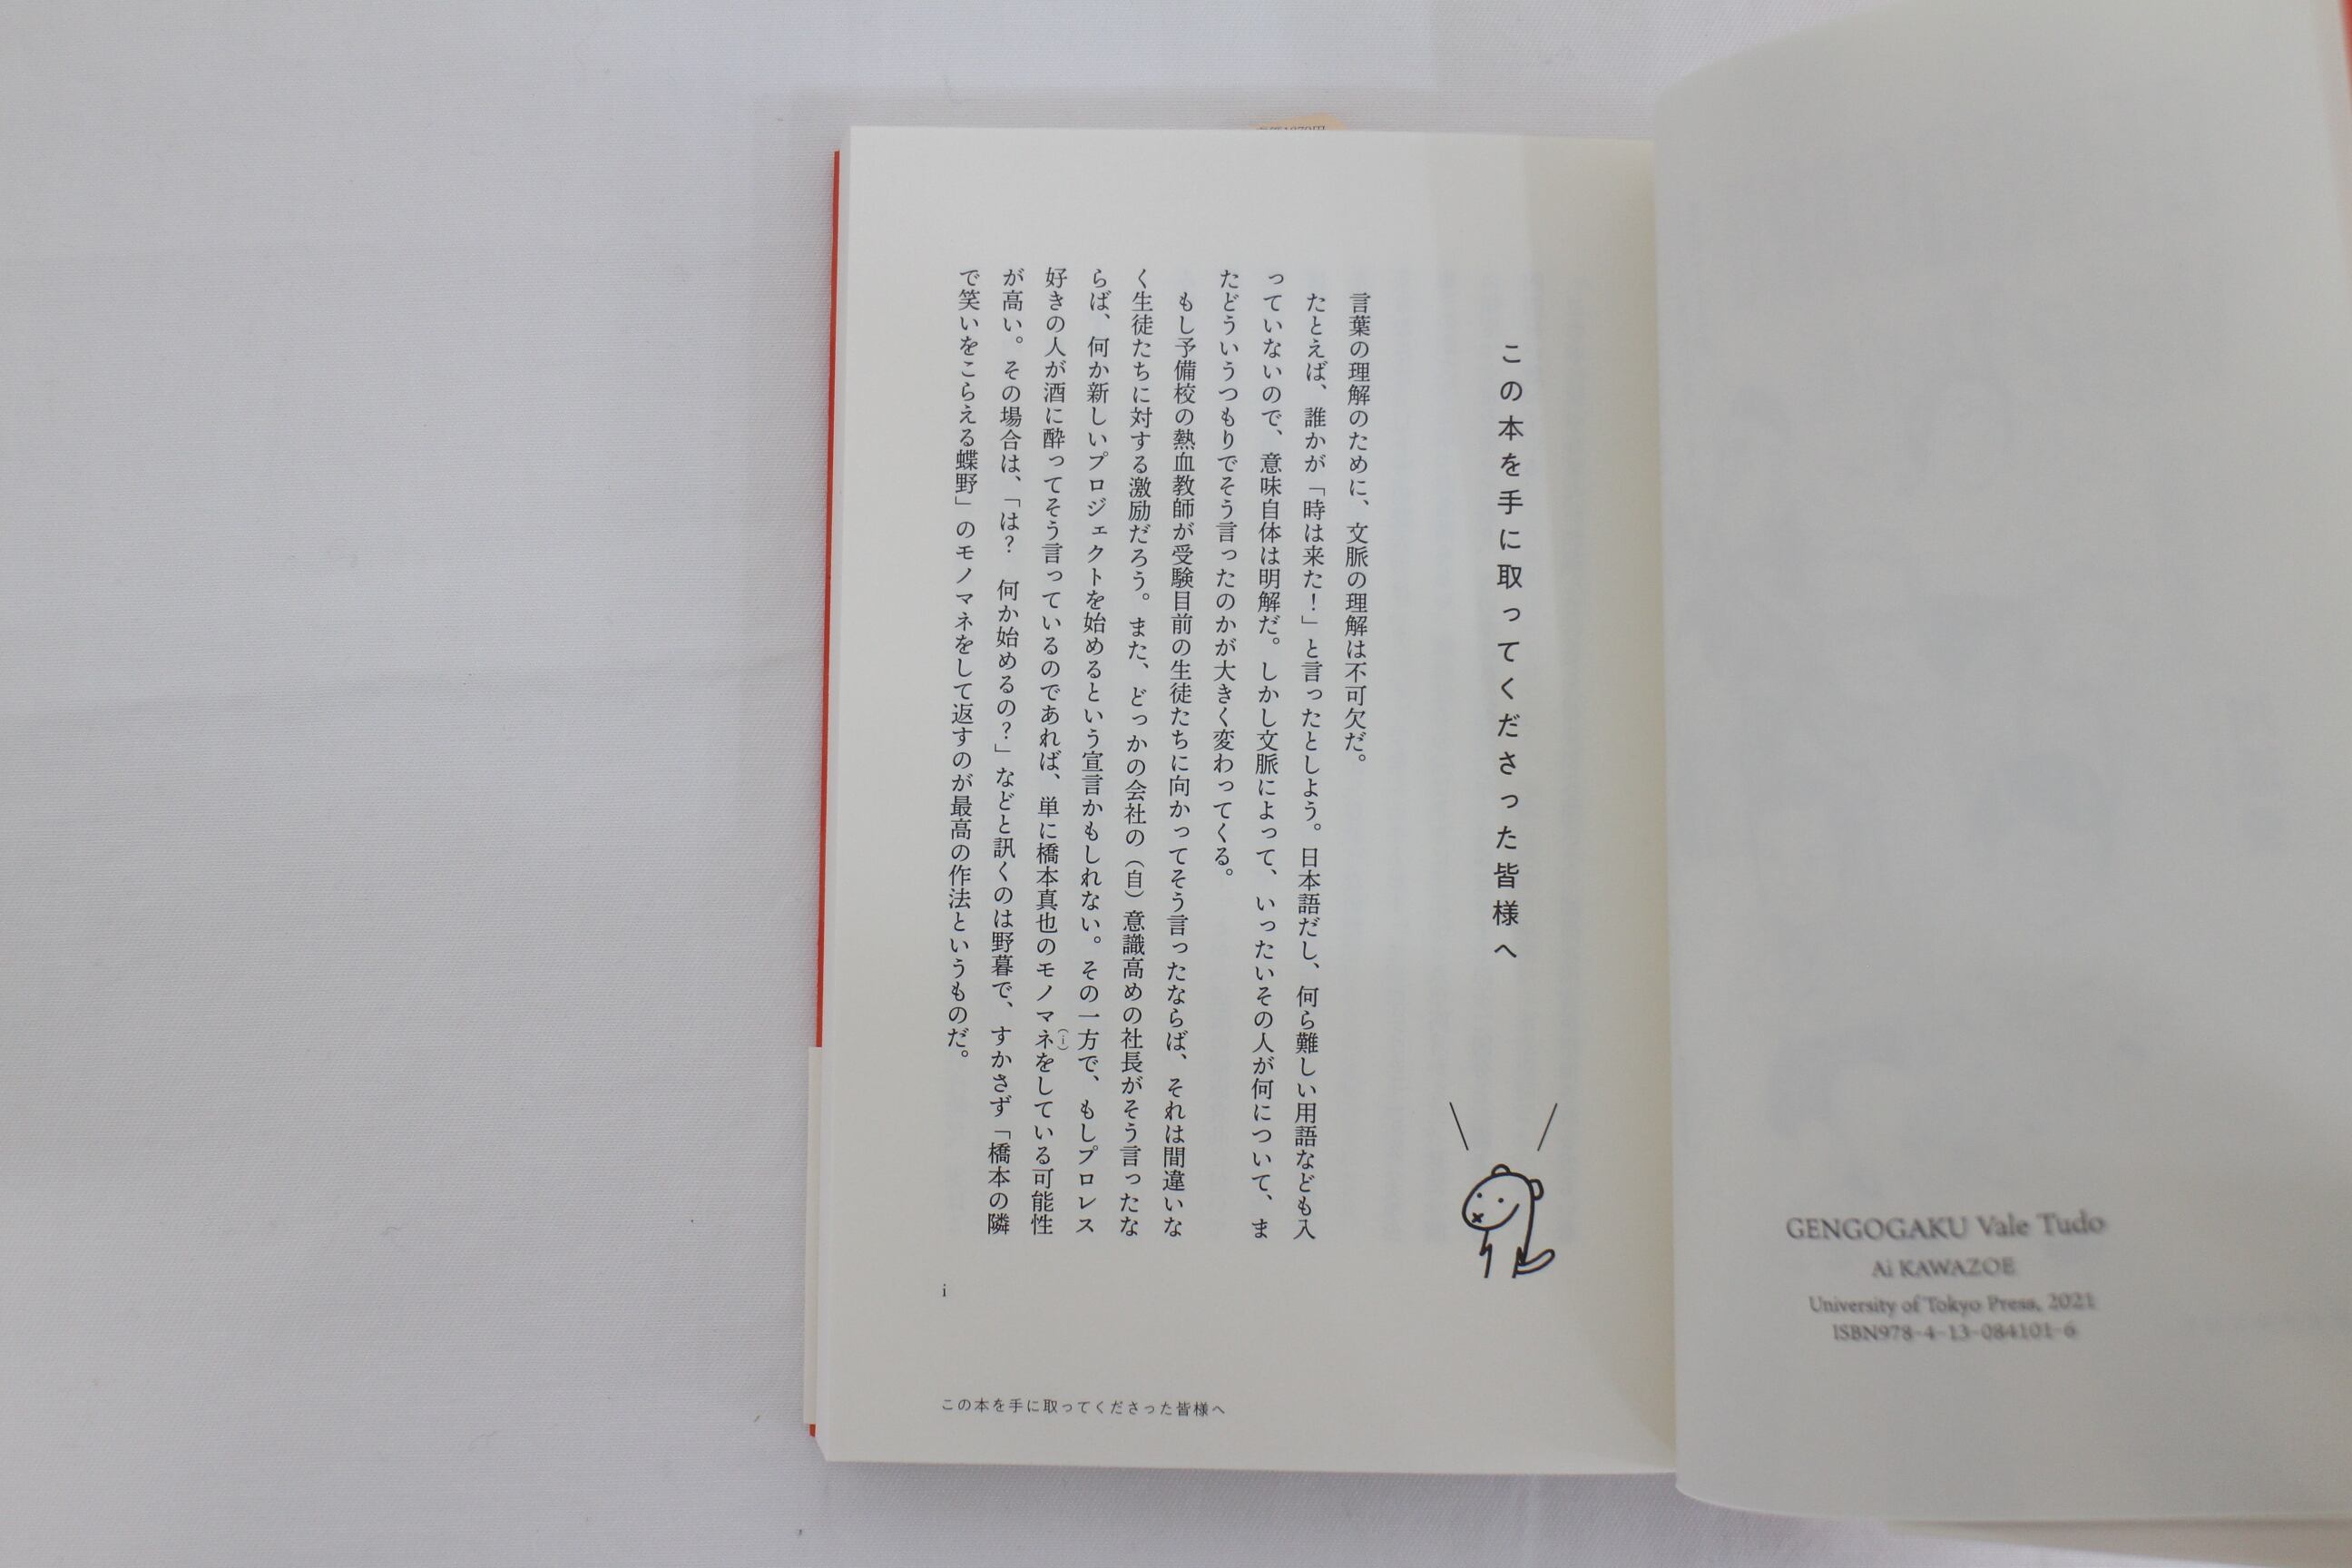 GENGOGAKU Vale Tudo
Ai KAWAZOE
University of Tokyo Press, 2021
ISBN978-4-13-084101-6
この本を手に取ってくださった皆様へ
言葉の理解のために、文脈の理解は不可欠だ。
たとえば、誰かが「時は来た！」と言ったとしよう。日本語だし、何ら難しい用語なども入
っていないので、意味自体は明解だ。しかし文脈によって、いったいその人が何について、ま
たどういうつもりでそう言ったのかが大きく変わってくる。
もし予備校の熱血教師が受験目前の生徒たちに向かってそう言ったならば、それは間違いな
く生徒たちに対する激励だろう。また、どっかの会社の（自）意識高めの社長がそう言ったな
らば、何か新しいプロジェクトを始めるという宣言かもしれない。その一方で、もしプロレス
好きの人が酒に酔ってそう言っているのであれば、単に橋本真也のモノマネ(1)をしている可能性
が高い。その場合は、「は？　何か始めるの？」などと訊くのは野暮で、すかさず「橋本の隣
で笑いをこらえる蝶野」のモノマネをして返すのが最高の作法というものだ。
i
この本を手に取ってくださった皆様へ